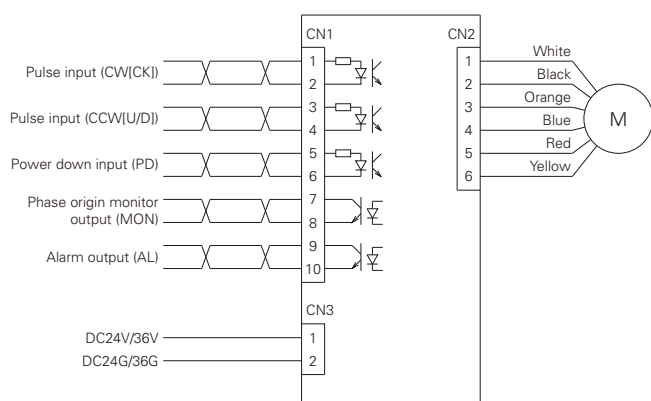 CN1
CN2
Pulse input (CW[CK])
1
2
Pulse input (CCW[U/D])
3
4
Power down input (PD)
5
6
Phase origin monitor
output (MON)
7
8
Alarm output (AL)
9
10
1
White
2
Black
3
Orange
4
Blue
5
Red
6
Yellow
M
CN3
DC24V/36V
1
DC24G/36G
2